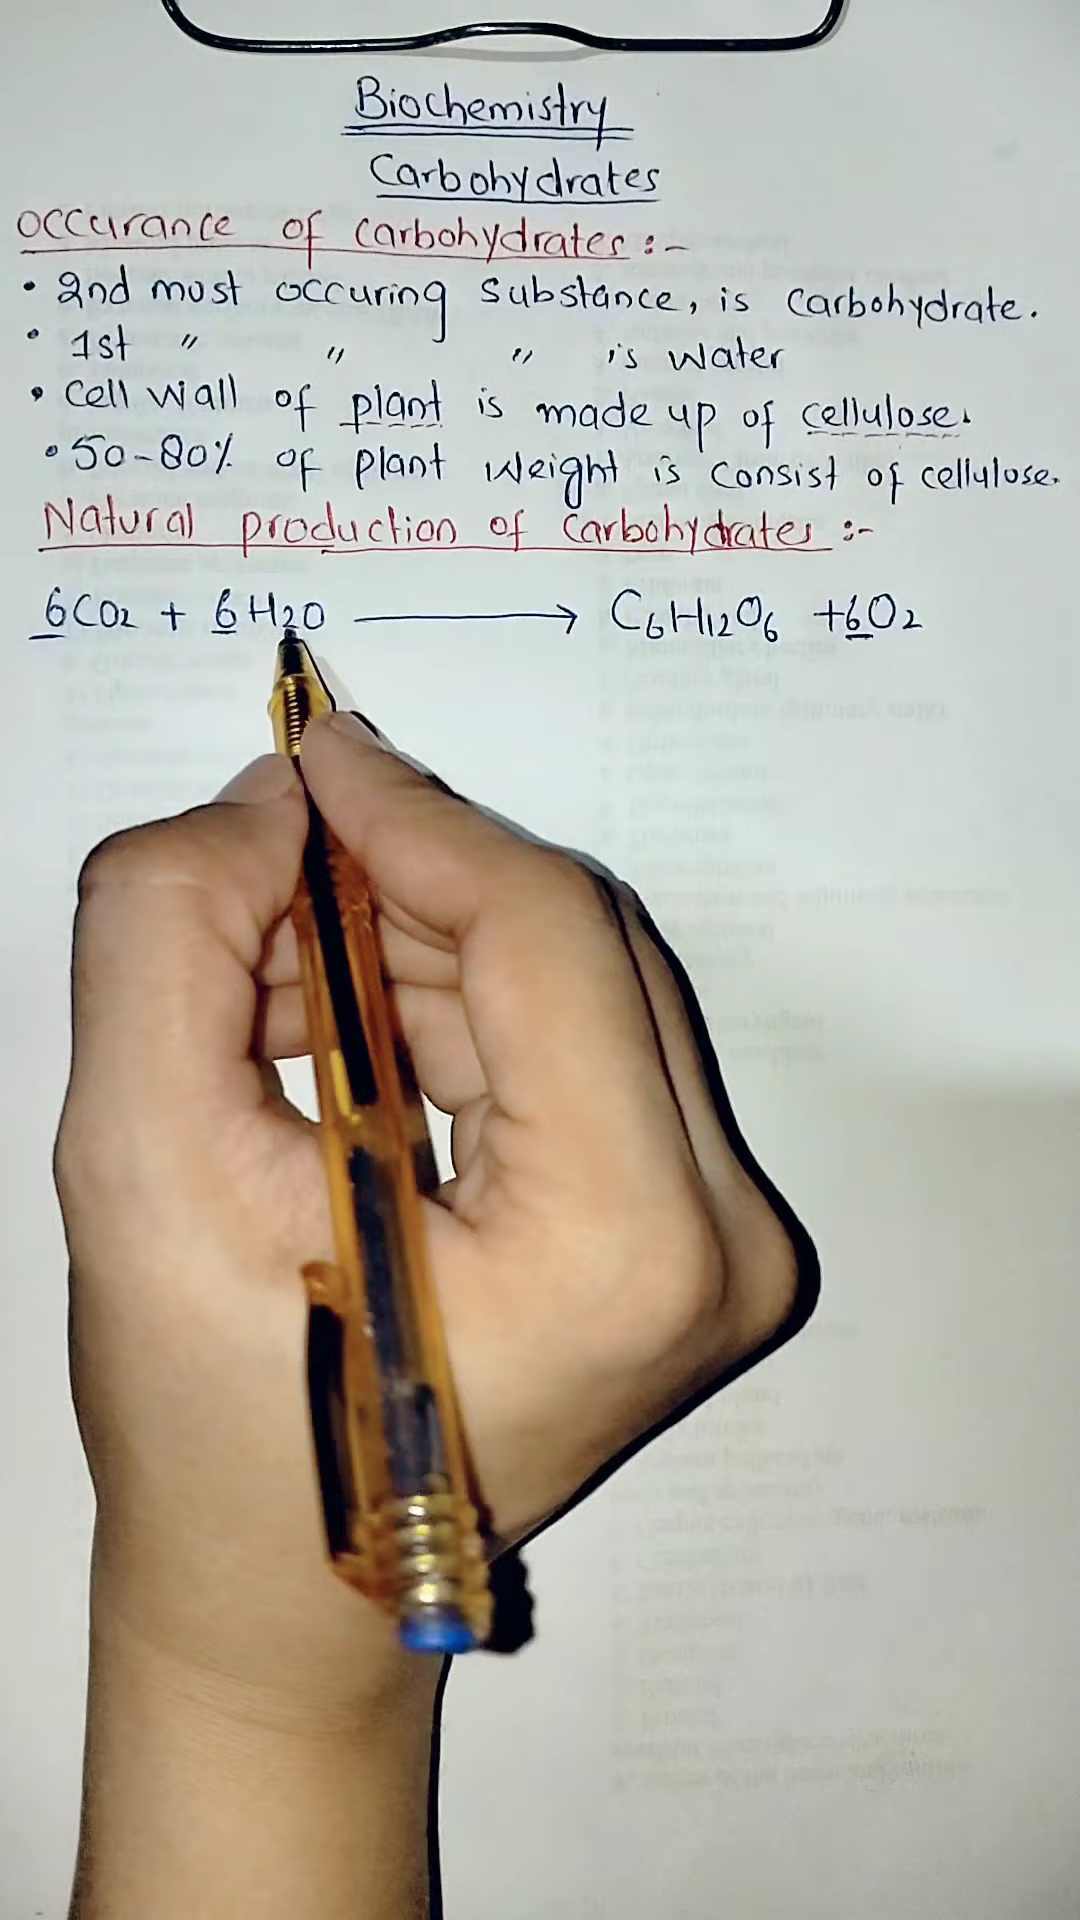 Biochemistry
Carbohydrates
Occurance of carbohydrates :-
• 2nd most occuring substance, is carbohydrate.
• 1st " " " is water
• Cell wall of plant is made up of cellulose.
• 50-80% of plant weight is consist of cellulose.
Natural production of carbohydrates :-
6CO2 + 6H2O ⟶ C6H12O6 +6O2